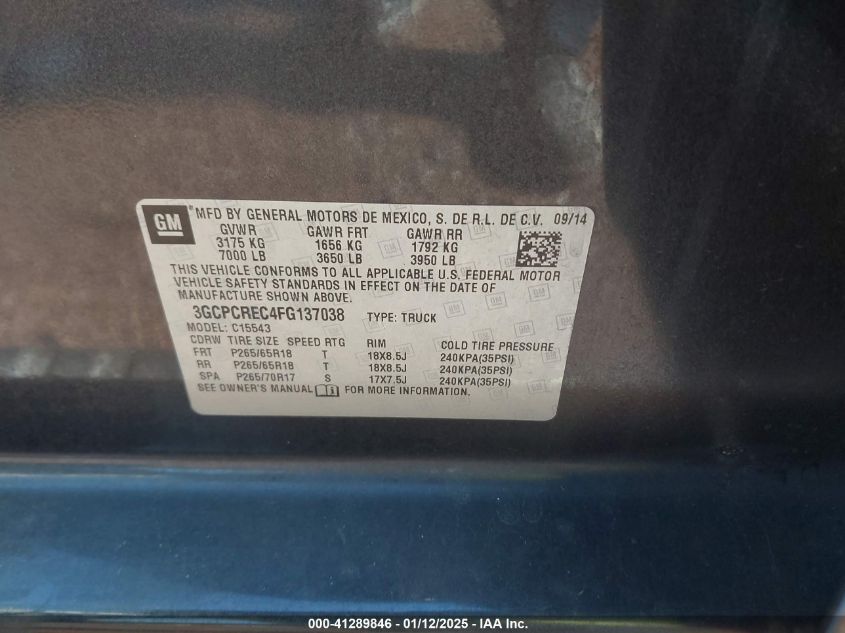 GM
MFD BY GENERAL MOTORS DE MEXICO, S. DE R.L. DE C.V. 09/14
GVWR GAWR FRT GAWR RR
3175 KG 1656 KG 1792 KG
7000 LB 3650 LB 3950 LB
THIS VEHICLE CONFORMS TO ALL APPLICABLE U.S. FEDERAL MOTOR
VEHICLE SAFETY STANDARDS IN EFFECT ON THE DATE OF
MANUFACTURE SHOWN ABOVE.
3GCPCREC4FG137038 TYPE: TRUCK
MODEL: C15543
CDRW TIRE SIZE SPEED RTG RIM COLD TIRE PRESSURE
FRT P265/65R18 T 18X8.5J 240KPA(35PSI)
RR P265/65R18 T 18X8.5J 240KPA(35PSI)
SPA P265/70R17 S 17X7.5J 240KPA(35PSI)
SEE OWNER'S MANUAL FOR MORE INFORMATION.
000-41289846 - 01/12/2025 - IAA Inc.